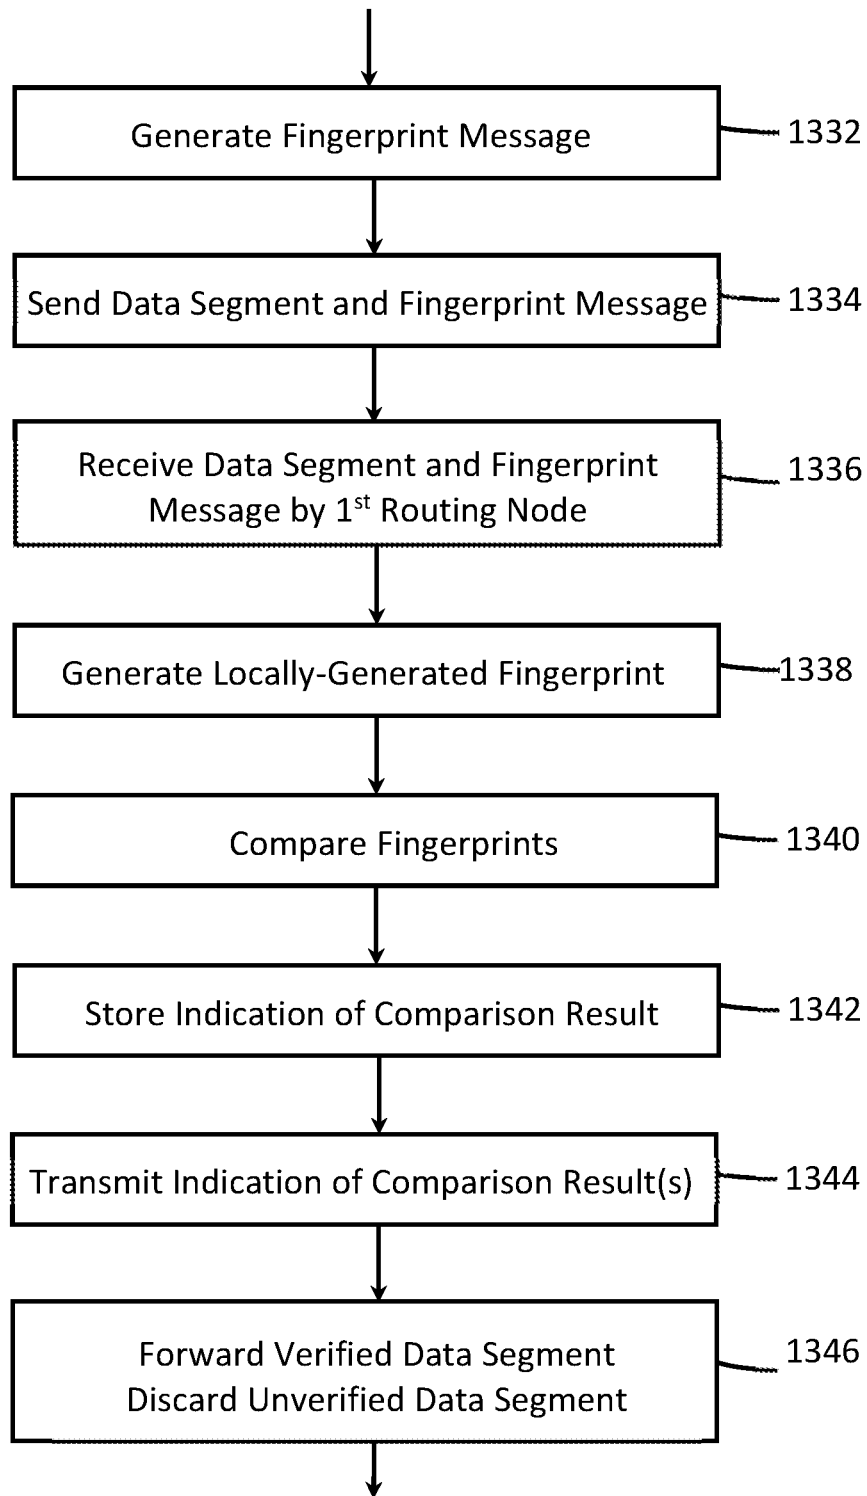 Generate Fingerprint Message
1332
Send Data Segment and Fingerprint Message
1334
Receive Data Segment and Fingerprint
Message by 1st Routing Node
1336
Generate Locally-Generated Fingerprint
1338
Compare Fingerprints
1340
Store Indication of Comparison Result
1342
Transmit Indication of Comparison Result(s)
1344
Forward Verified Data Segment
Discard Unverified Data Segment
1346